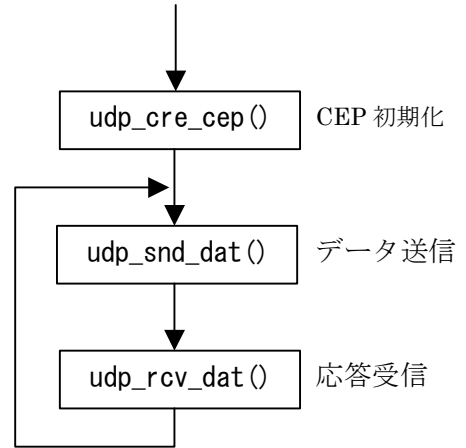 udp_cre_cep() CEP 初期化
udp_snd_dat() データ送信
udp_rcv_dat() 応答受信